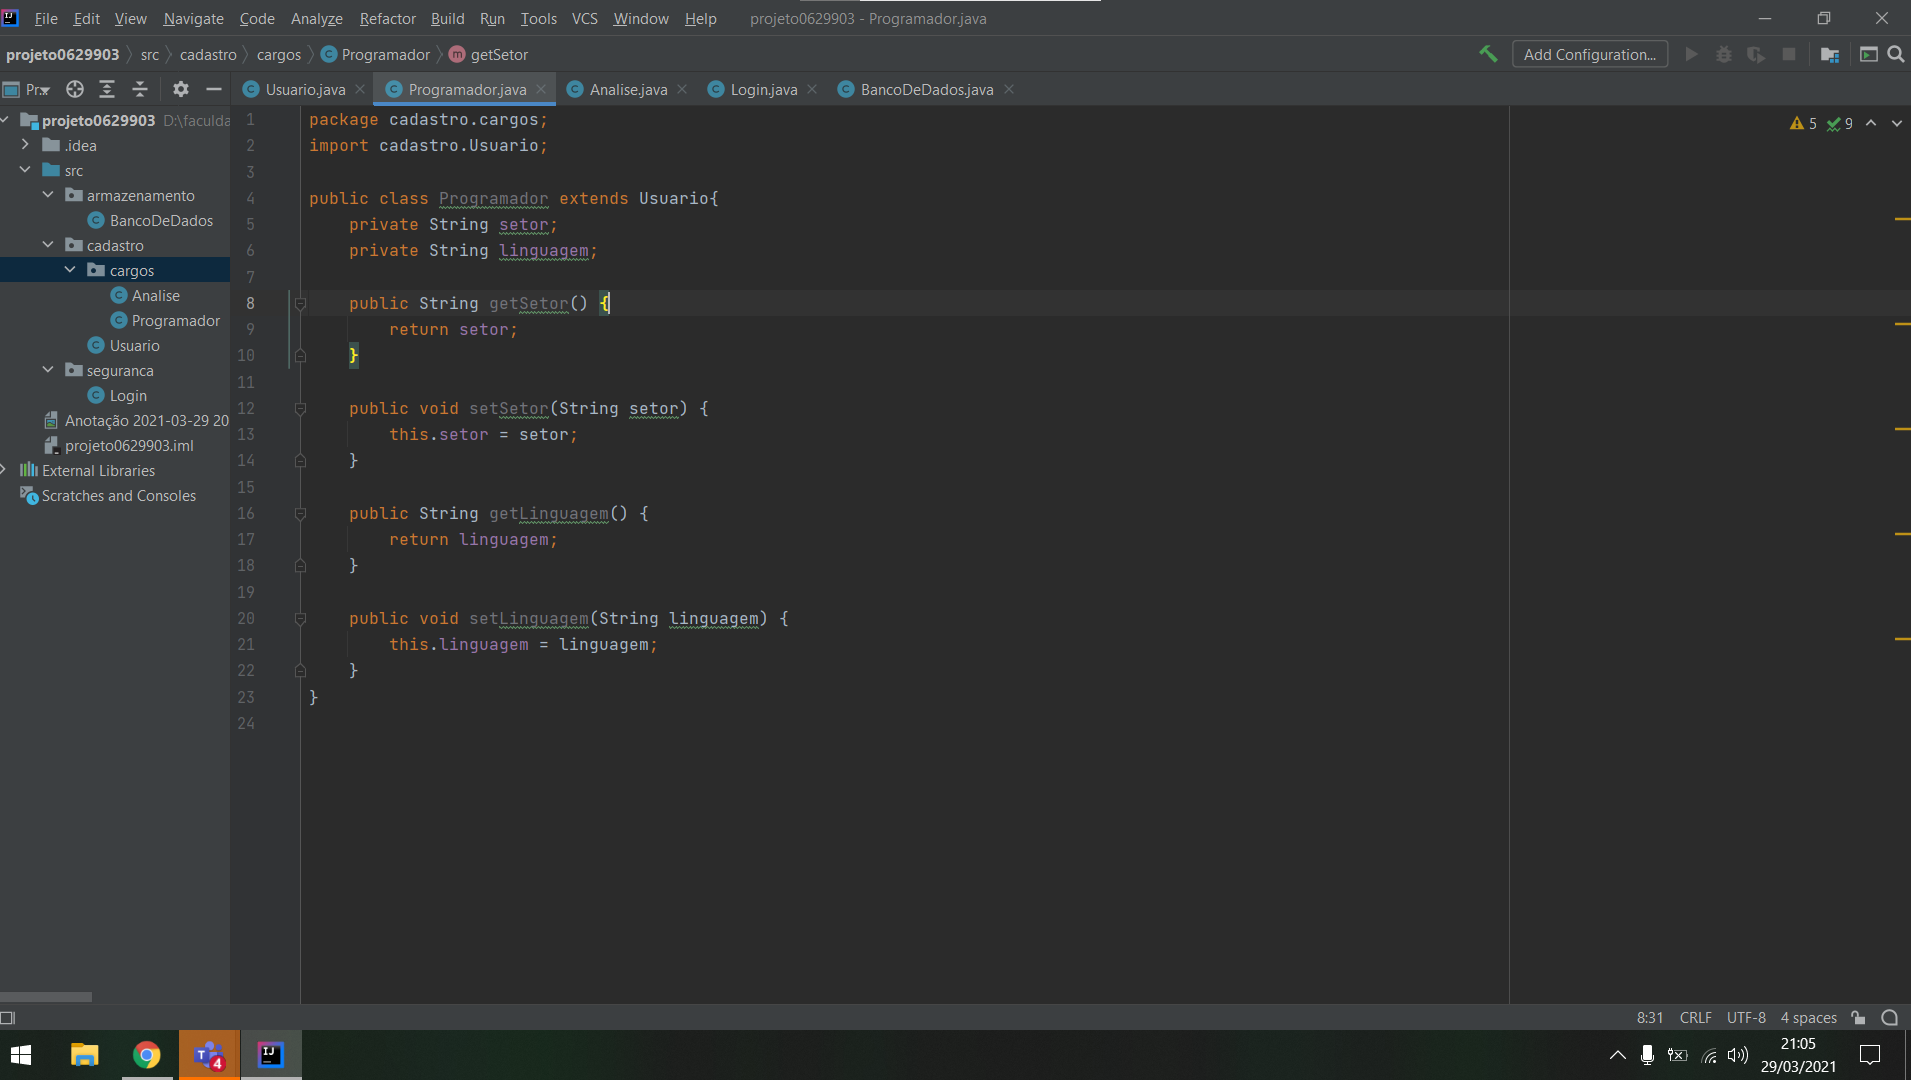 File Edit View Navigate Code Analyze Refactor Build Run Tools VCS Window Help projeto0629903 - Programador.java
projeto0629903 src cadastro cargos Programador getSetor Add Configuration...
Pr.. Usuario.java Programador.java Analise.java Login.java BancoDeDados.java
projeto0629903 D:\faculda
.idea
src
armazenamento
BancoDeDados
cadastro
cargos
Analise
Programador
Usuario
seguranca
Login
Anotação 2021-03-29 20
projeto0629903.iml
External Libraries
Scratches and Consoles
5 9
1 package cadastro.cargos;
2 import cadastro.Usuario;
3
4 public class Programador extends Usuario{
5 private String setor;
6 private String linguagem;
7
8 public String getSetor() {
9 return setor;
10 }
11
12 public void setSetor(String setor) {
13 this.setor = setor;
14 }
15
16 public String getLinguagem() {
17 return linguagem;
18 }
19
20 public void setLinguagem(String linguagem) {
21 this.linguagem = linguagem;
22 }
23 }
24
8:31 CRLF UTF-8 4 spaces
21:05
29/03/2021